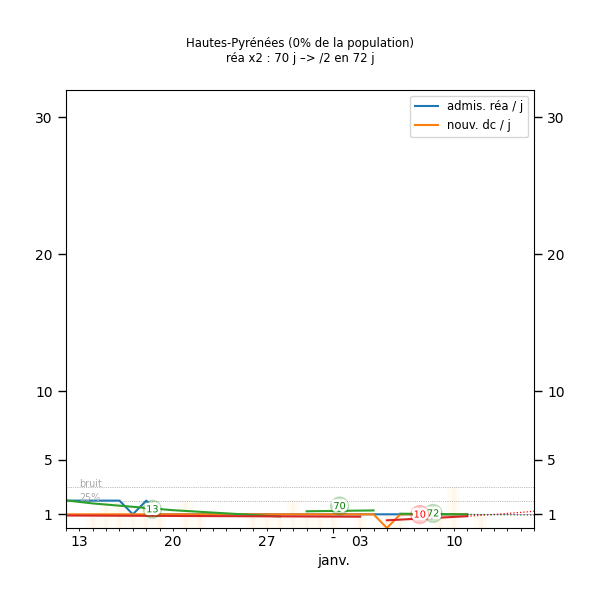 Hautes-Pyrénées (0% de la population)
réa x2 : 70 j –> /2 en 72 j
admis. réa / j
nouv. dc / j
30 30
20 20
10 10
5 5
bruit
25%
13 70 10 72
1 1
13 20 27 - 03 10
janv.